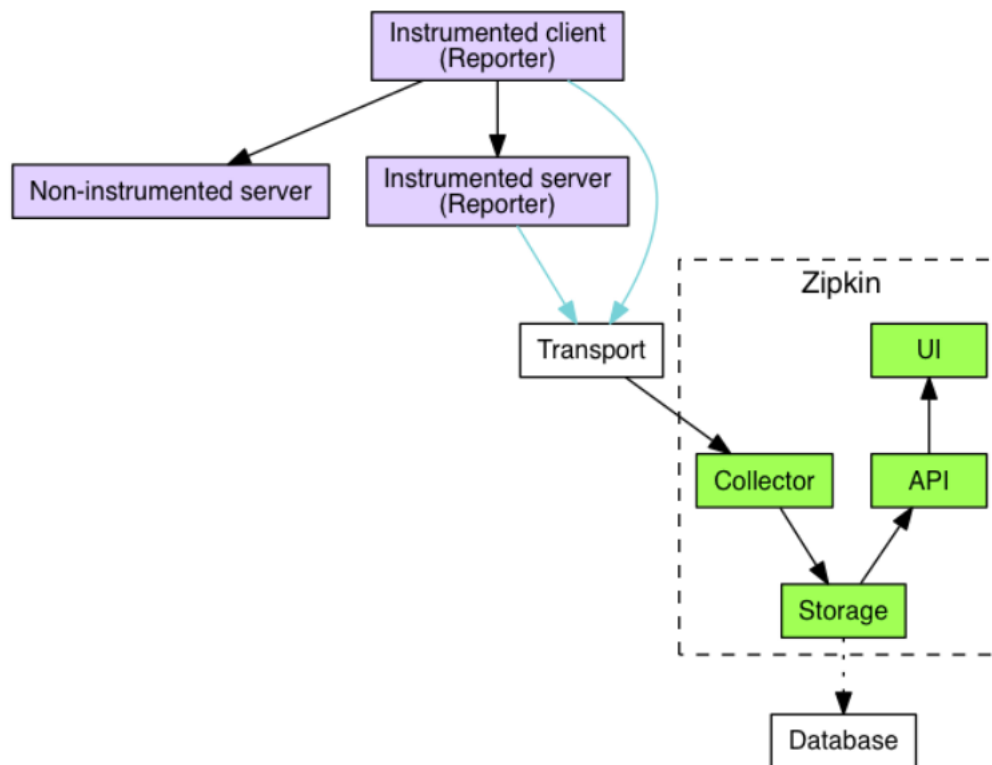 Instrumented client
(Reporter)
Non-instrumented server
Instrumented server
(Reporter)
Zipkin
Transport
UI
Collector
API
Storage
Database